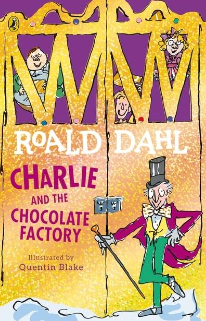 ROALD DAHL
CHARLIE
AND THE
CHOCOLATE
FACTORY
Illustrated by
Quentin Blake